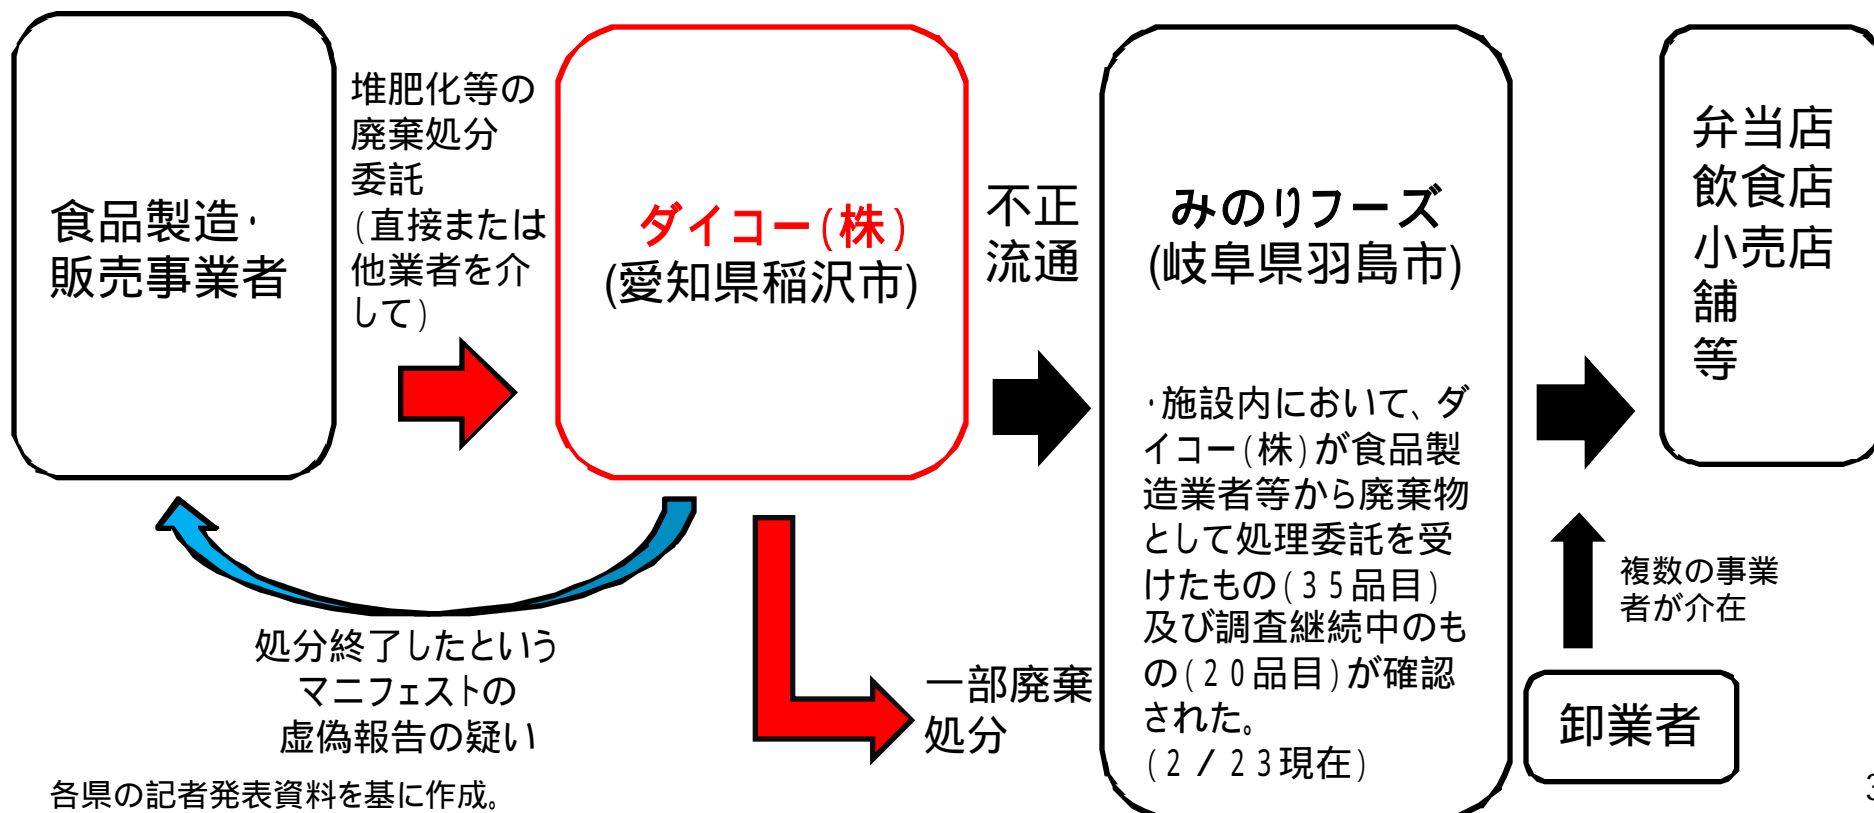 食品製造・
販売事業者
堆肥化等の
廃棄処分
委託
(直接または
他業者を介
して)
ダイコー(株)
(愛知県稲沢市)
不正
流通
みのりフーズ
(岐阜県羽島市)
・施設内において、ダ
イコー(株)が食品製
造業者等から廃棄物
として処理委託を受
けたもの(35品目)
及び調査継続中のも
の(20品目)が確認
された。
(2/23現在)
弁当店
飲食店
小売店
舗
等
複数の事業
者が介在
卸業者
処分終了したという
マニフェストの
虚偽報告の疑い
一部廃棄
処分
各県の記者発表資料を基に作成。
3